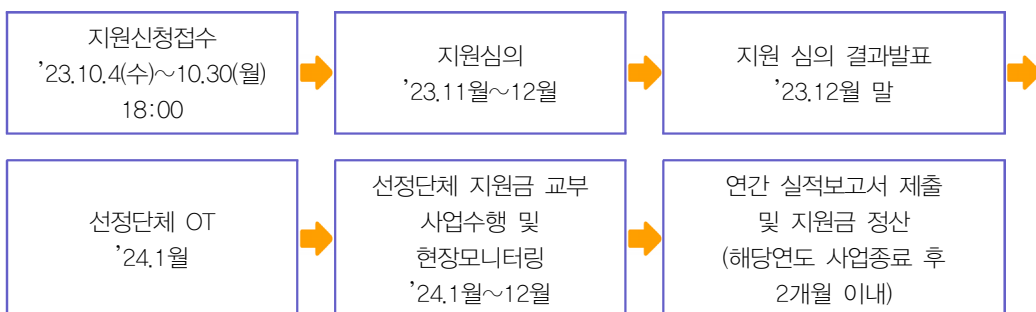 지원신청접수
’23.10.4(수)～10.30(월)
18:00
지원심의
’23.11월～12월
지원 심의 결과발표
’23.12월 말
선정단체 OT
’24.1월
선정단체 지원금 교부
사업수행 및
현장모니터링
’24.1월～12월
연간 실적보고서 제출
및 지원금 정산
(해당연도 사업종료 후
2개월 이내)